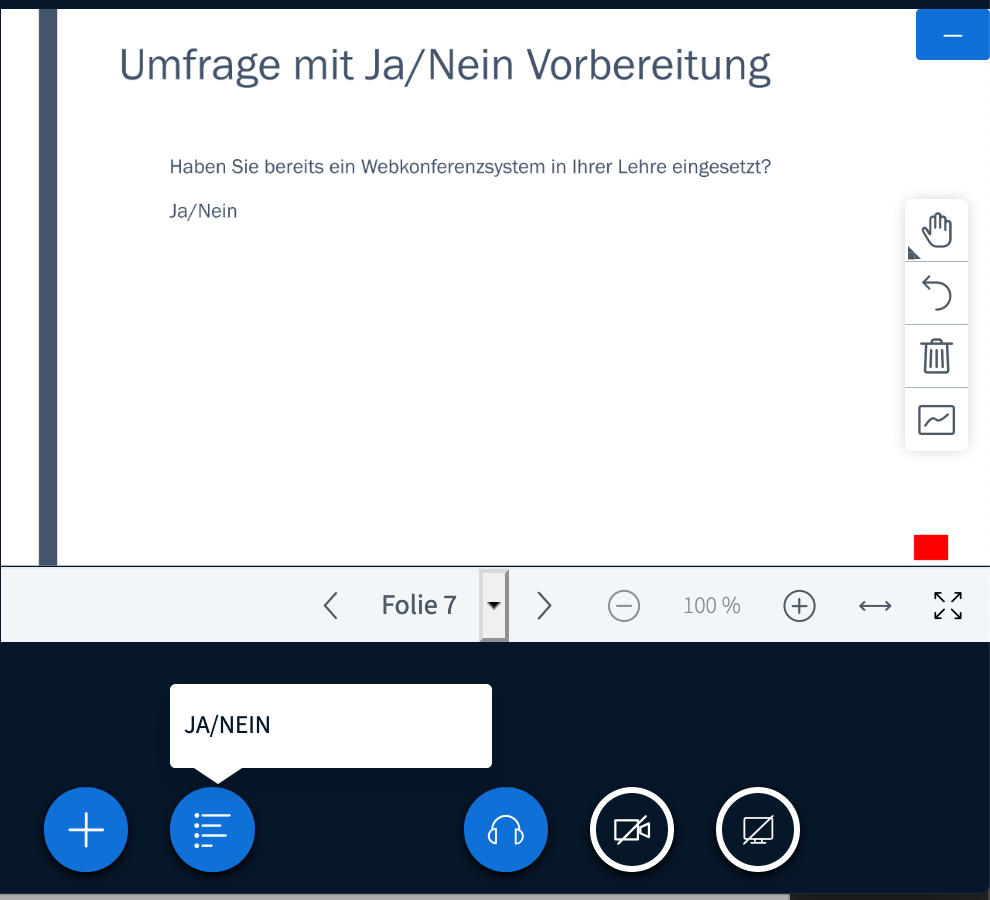 Umfrage mit Ja/Nein Vorbereitung
Haben Sie bereits ein Webkonferenzsystem in Ihrer Lehre eingesetzt?
Ja/Nein
Folie 7
100 %
JA/NEIN